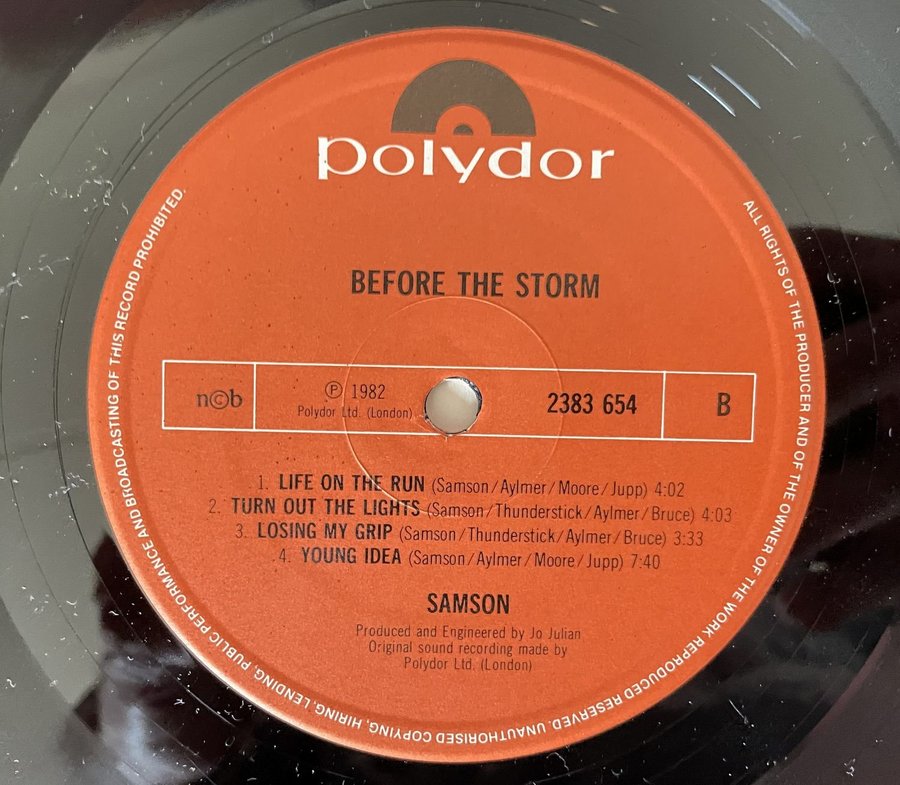 polydor
BEFORE THE STORM
n©b
Ⓟ 1982
Polydor Ltd. (London)
2383 654
B
1. LIFE ON THE RUN (Samson/Aylmer/Moore/Jupp) 4:02
2. TURN OUT THE LIGHTS (Samson/Thunderstick/Aylmer/Bruce) 4:03
3. LOSING MY GRIP (Samson/Thunderstick/Aylmer/Bruce) 3:33
4. YOUNG IDEA (Samson/Aylmer/Moore/Jupp) 7:40
SAMSON
Produced and Engineered by Jo Julian
Original sound recording made by
Polydor Ltd. (London)
ALL RIGHTS OF THE PRODUCER AND OF THE OWNER OF THE WORK REPRODUCED RESERVED. UNAUTHORISED COPYING, HIRING, LENDING, PUBLIC PERFORMANCE AND BROADCASTING OF THIS RECORD PROHIBITED.